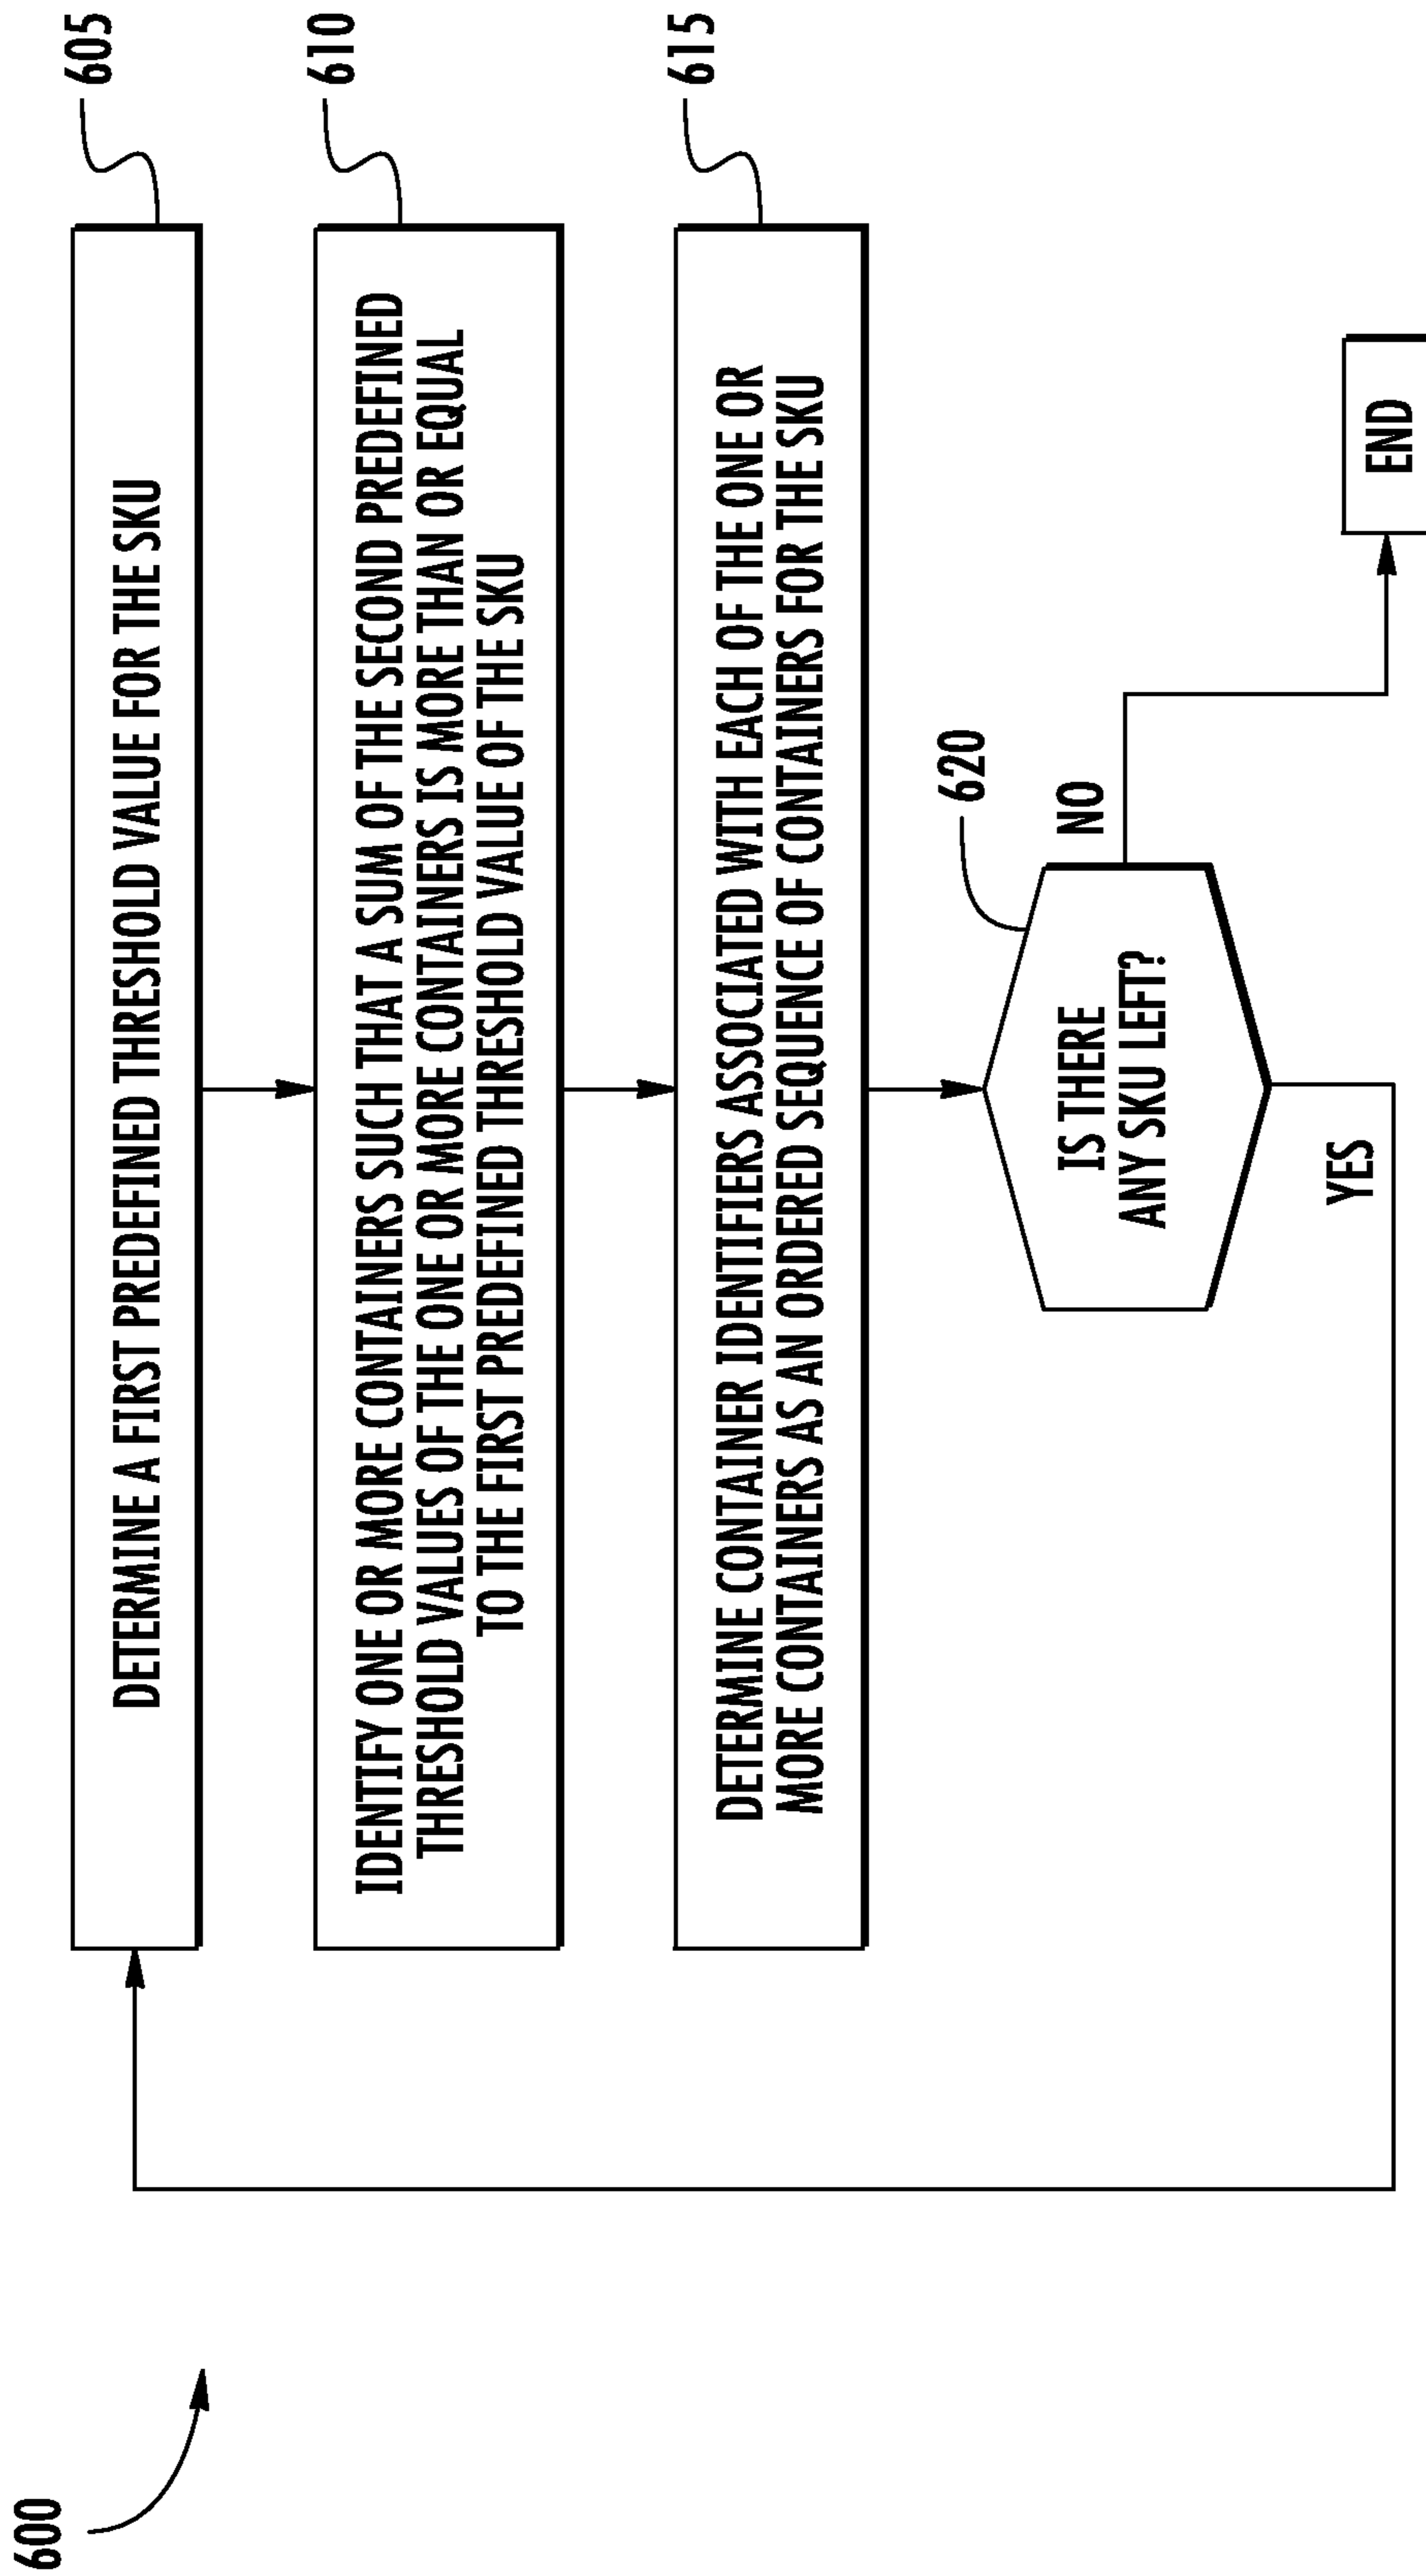 600
605
DETERMINE A FIRST PREDEFINED THRESHOLD VALUE FOR THE SKU
610
IDENTIFY ONE OR MORE CONTAINERS SUCH THAT A SUM OF THE SECOND PREDEFINED
THRESHOLD VALUES OF THE ONE OR MORE CONTAINERS IS MORE THAN OR EQUAL
TO THE FIRST PREDEFINED THRESHOLD VALUE OF THE SKU
615
DETERMINE CONTAINER IDENTIFIERS ASSOCIATED WITH EACH OF THE ONE OR
MORE CONTAINERS AS AN ORDERED SEQUENCE OF CONTAINERS FOR THE SKU
620
IS THERE
ANY SKU LEFT?
NO
YES
END